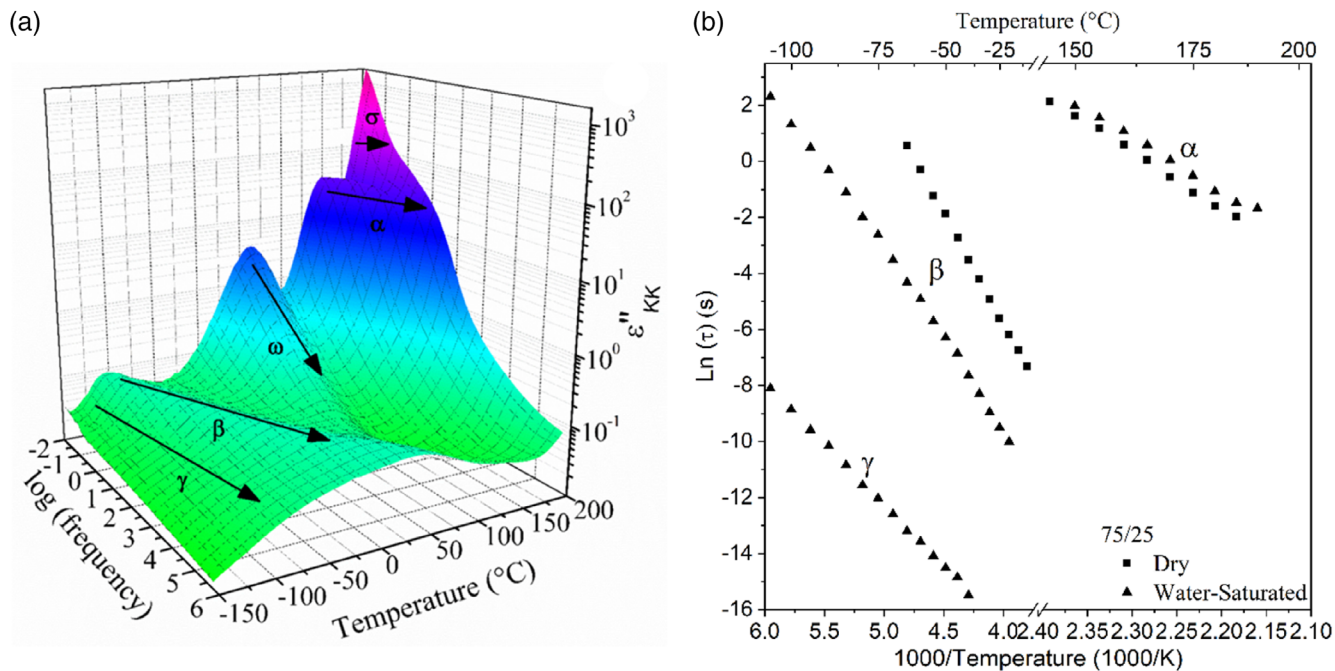 (a)
σ
α
ω
β
γ
10³
10²
10¹
10⁰
10⁻¹
ε''KK
-2
-1
0
1
2
3
4
5
6
log (frequency)
-150
-100
-50
0
50
100
150
200
Temperature (°C)
(b)
Temperature (°C)
-100 -75 -50 -25 150 175 200
2
0
-2
-4
-6
-8
-10
-12
-14
-16
Ln (τ) (s)
α
β
γ
75/25
Dry
Water-Saturated
6.0 5.5 5.0 4.5 4.0 2.40 2.35 2.30 2.25 2.20 2.15 2.10
1000/Temperature (1000/K)